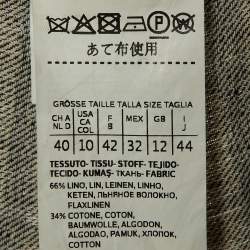 あて布使用
GRÖSSE TAILLE TALLA SIZE TAGLIA
CH A NL D USA CA CO F B MEX GB I J
40 10 42 32 12 44
TESSUTO- TISSU- STOFF- TEJIDO-
TECIDO- KUMAŞ- ТКАНЬ- FABRIC
66% LINO, LIN, LEINEN, LINHO,
KETEN, ЛЬНЯНОЕ ВОЛОКНО,
FLAXLINEN
34% COTONE, COTON,
BAUMWOLLE, ALGODON,
ALGODAO, PAMUK, ХЛОПОК,
COTTON